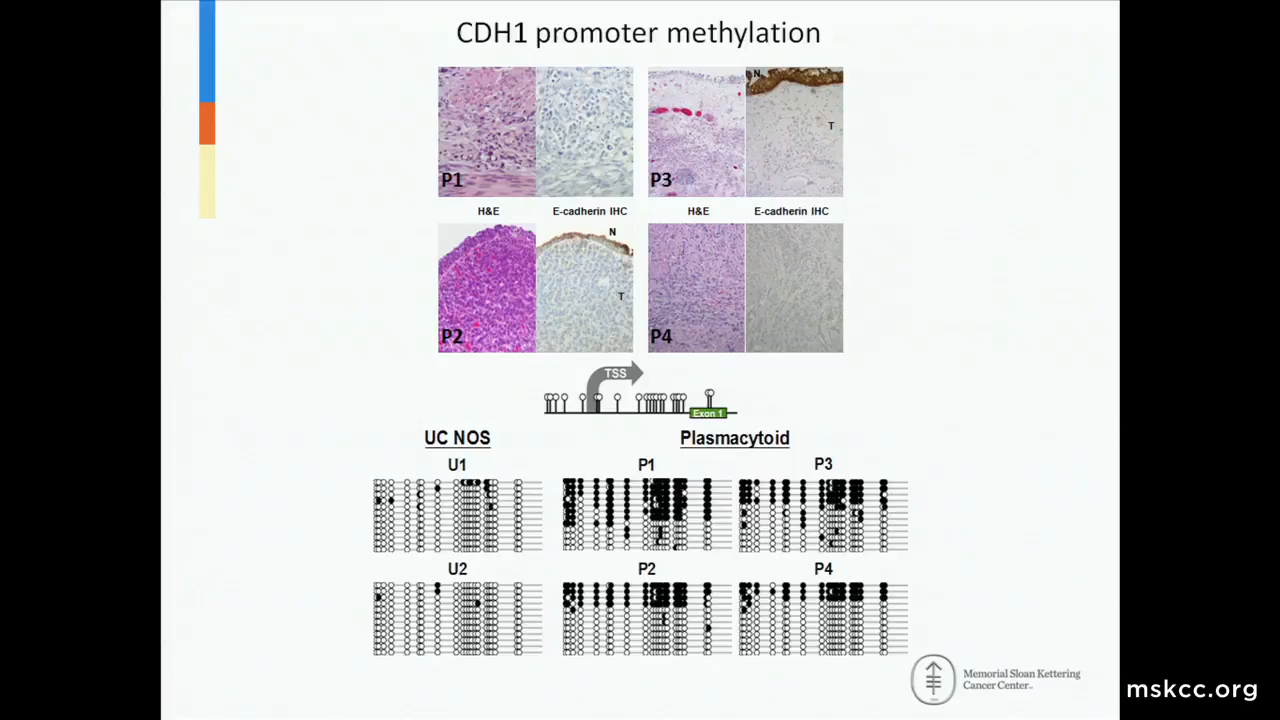 CDH1 promoter methylation
N
T
P1
P3
H&E
E-cadherin IHC
H&E
E-cadherin IHC
N
T
P2
P4
TSS
Exon 1
UC NOS
Plasmacytoid
U1
P1
P3
U2
P2
P4
Memorial Sloan Kettering
Cancer Center
mskcc.org